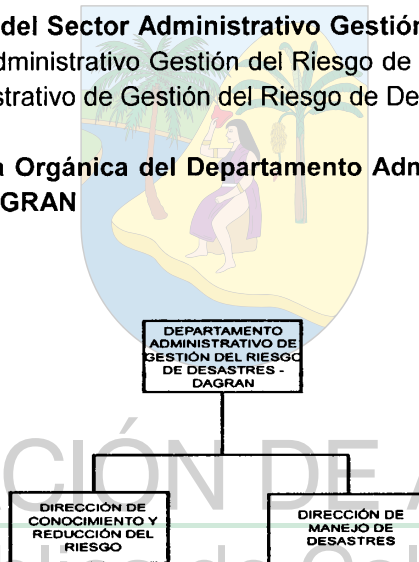 del Sector Administrativo Gestión
dministrativo Gestión del Riesgo de
strativo de Gestión del Riesgo de De
a Orgánica del Departamento Adm
GRAN
DEPARTAMENTO
ADMINISTRATIVO DE
GESTIÓN DEL RIESGO
DE DESASTRES -
DAGRAN
CIÓN DE A
DIRECCIÓN DE
CONOCIMIENTO Y
REDUCCIÓN DEL
RIESGO
DIRECCIÓN DE
MANEJO DE
DESASTRES